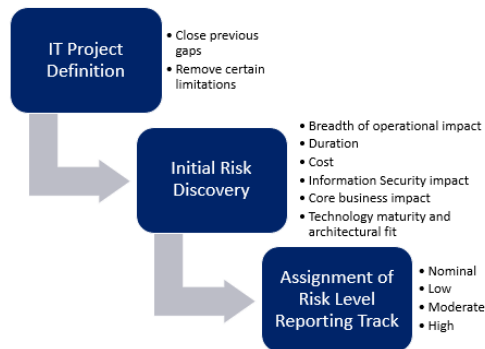 IT Project
Definition
• Close previous
gaps
• Remove certain
limitations
Initial Risk
Discovery
• Breadth of operational impact
• Duration
• Cost
• Information Security impact
• Core business impact
• Technology maturity and
architectural fit
Assignment of
Risk Level
Reporting Track
• Nominal
• Low
• Moderate
• High